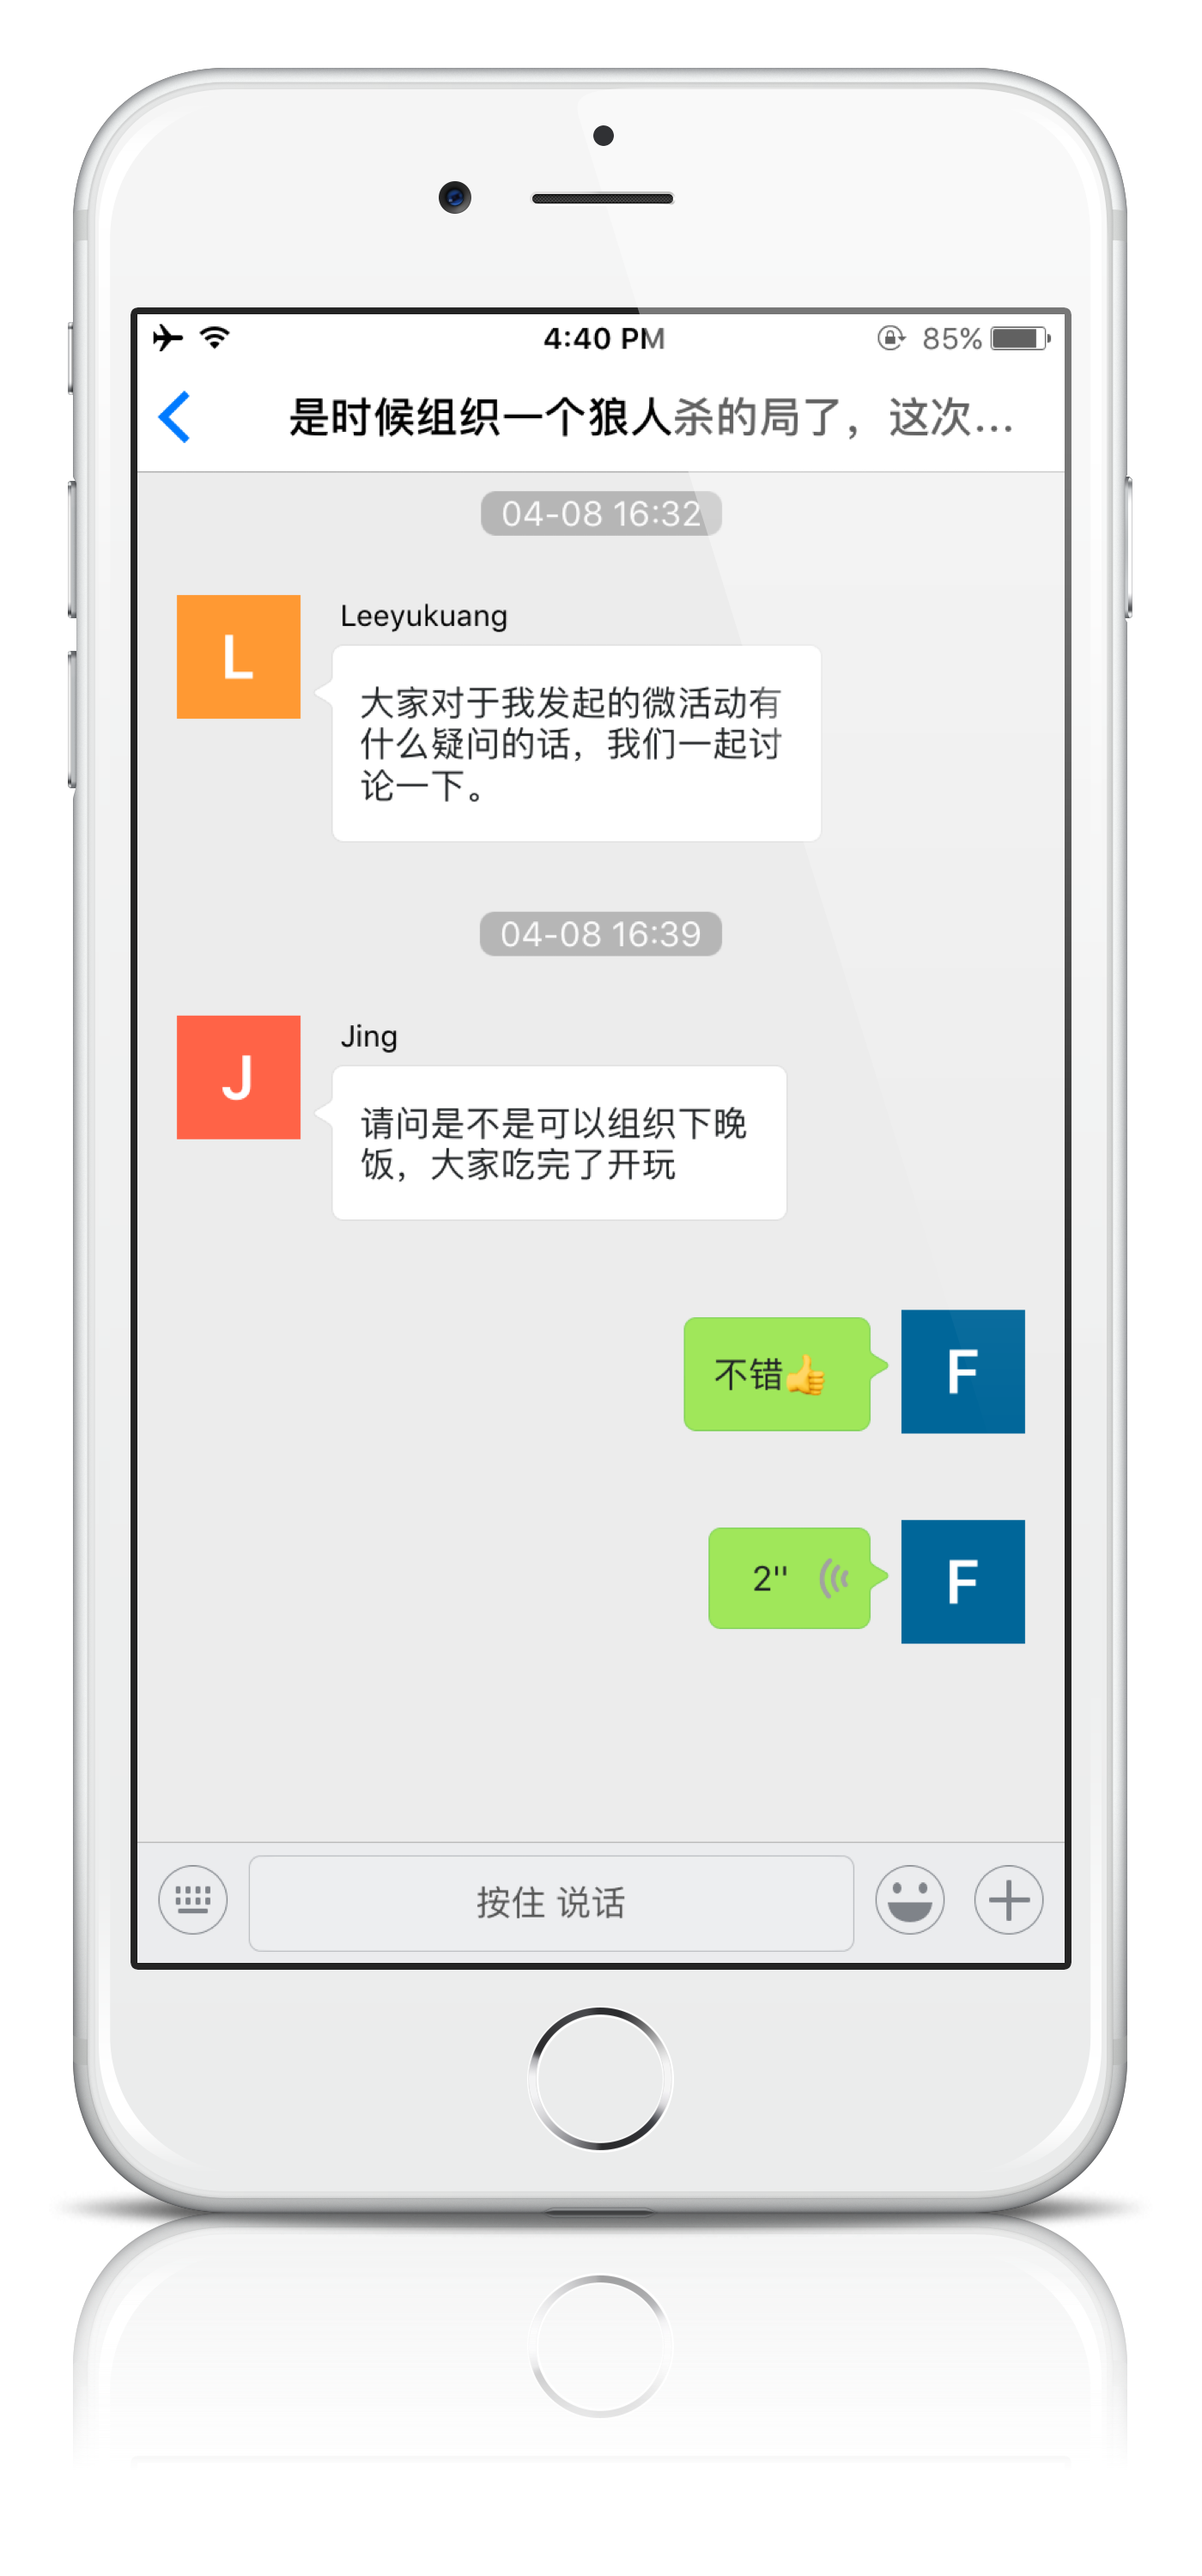 4:40 PM
85%
是时候组织一个狼人杀的局了，这次...
04-08 16:32
L
Leeyukuang
大家对于我发起的微活动有
什么疑问的话，我们一起讨
论一下。
04-08 16:39
J
Jing
请问是不是可以组织下晚
饭，大家吃完了开玩
不错👍
F
2''
F
按住 说话